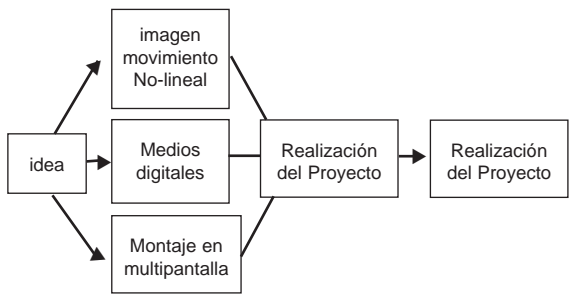 imagen
movimiento
No-lineal
idea
Medios
digitales
Realización
del Proyecto
Realización
del Proyecto
Montaje en
multipantalla